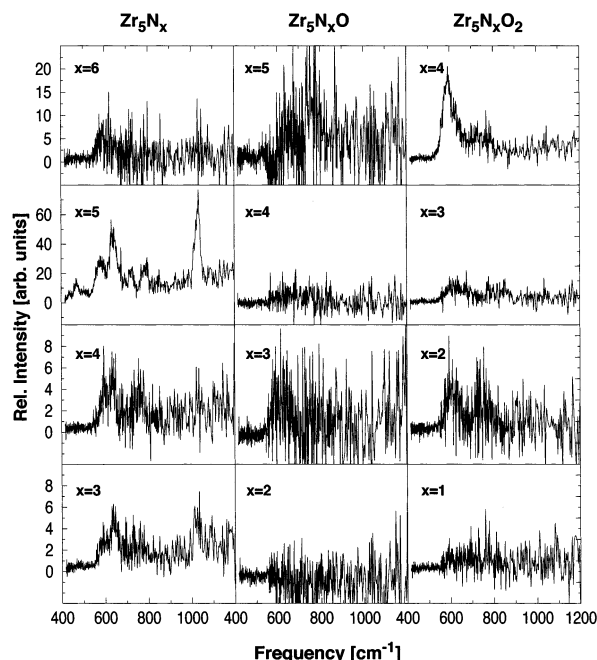 Zr5Nx Zr5NxO Zr5NxO2
x=6 x=5 x=4
20
15
10
5
0
x=5 x=4 x=3
60
40
20
0
x=4 x=3 x=2
8
6
4
2
0
x=3 x=2 x=1
8
6
4
2
0
Rel. Intensity [arb. units]
400 600 800 1000 400 600 800 1000 400 600 800 1000 1200
Frequency [cm-1]